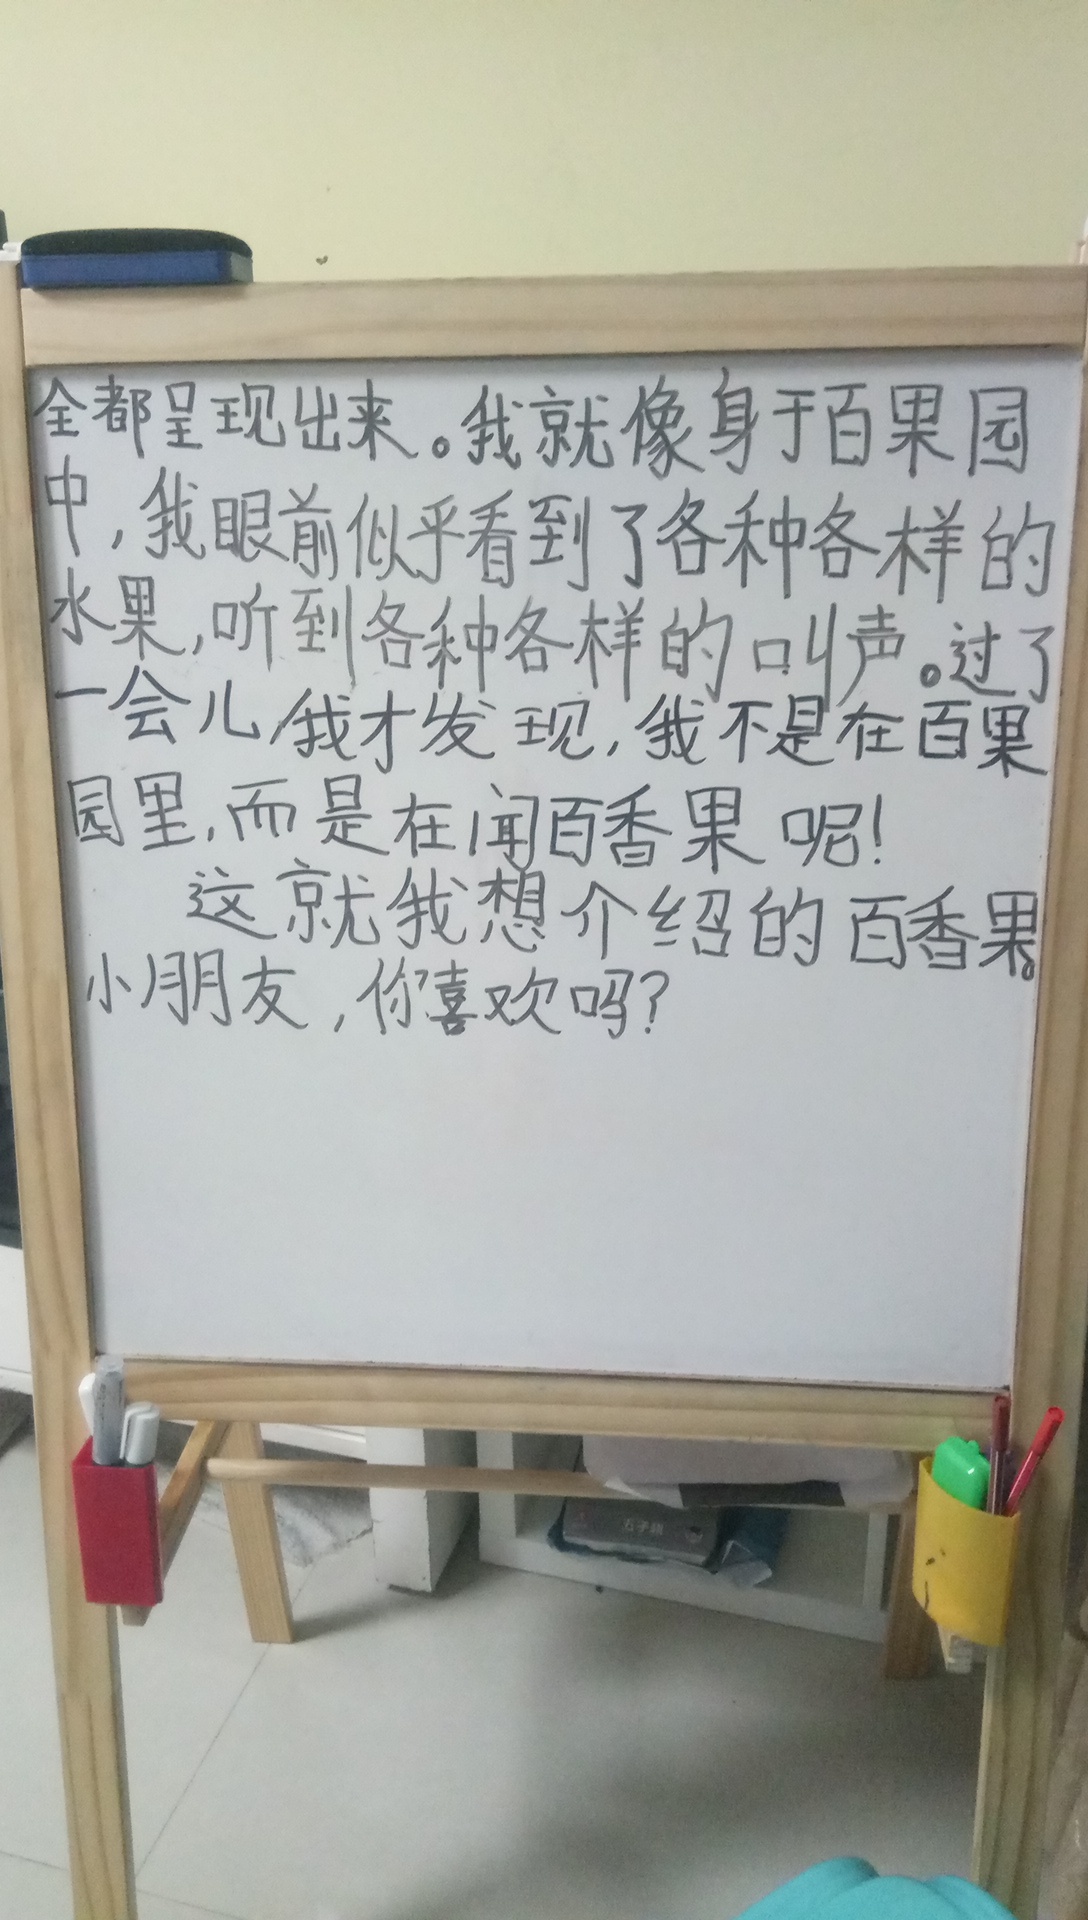 全都呈现出来。我就像身于百果园
中,我眼前似乎看到了各种各样的
水果,听到各种各样的叫声。过了
一会儿,我才发现,我不是在百果
园里,而是在闻百香果呢!
这就我想介绍的百香果。
小朋友,你喜欢吗?
五子棋